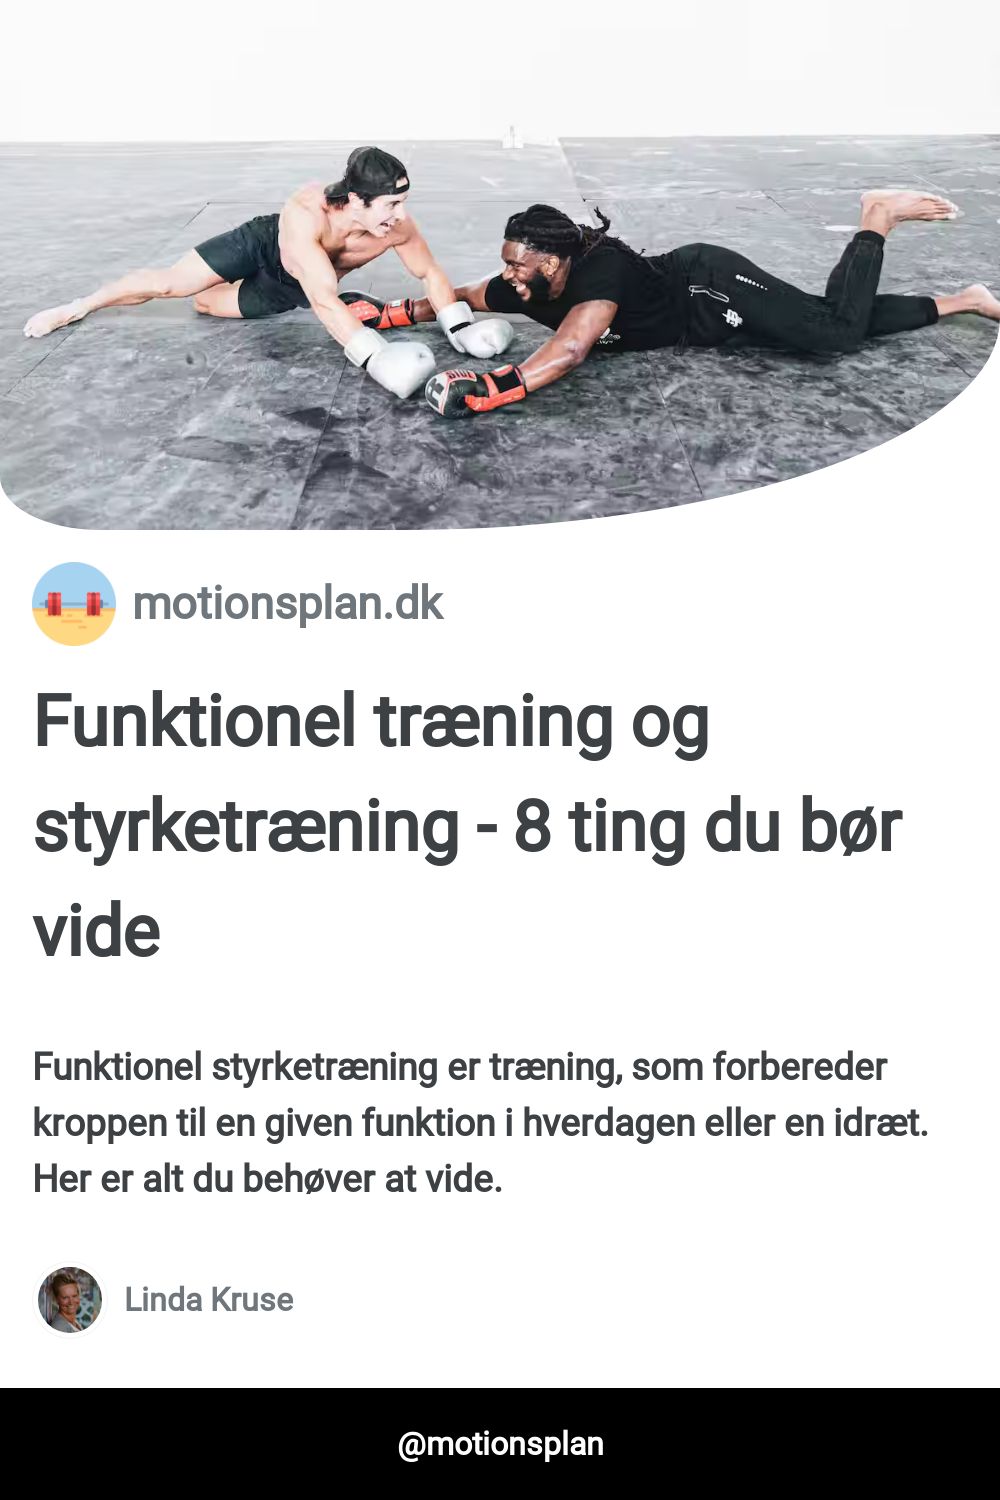 motionsplan.dk
Funktionel træning og
styrketræning - 8 ting du bør
vide
Funktionel styrketræning er træning, som forbereder
kroppen til en given funktion i hverdagen eller en idræt.
Her er alt du behøver at vide.
Linda Kruse
@motionsplan